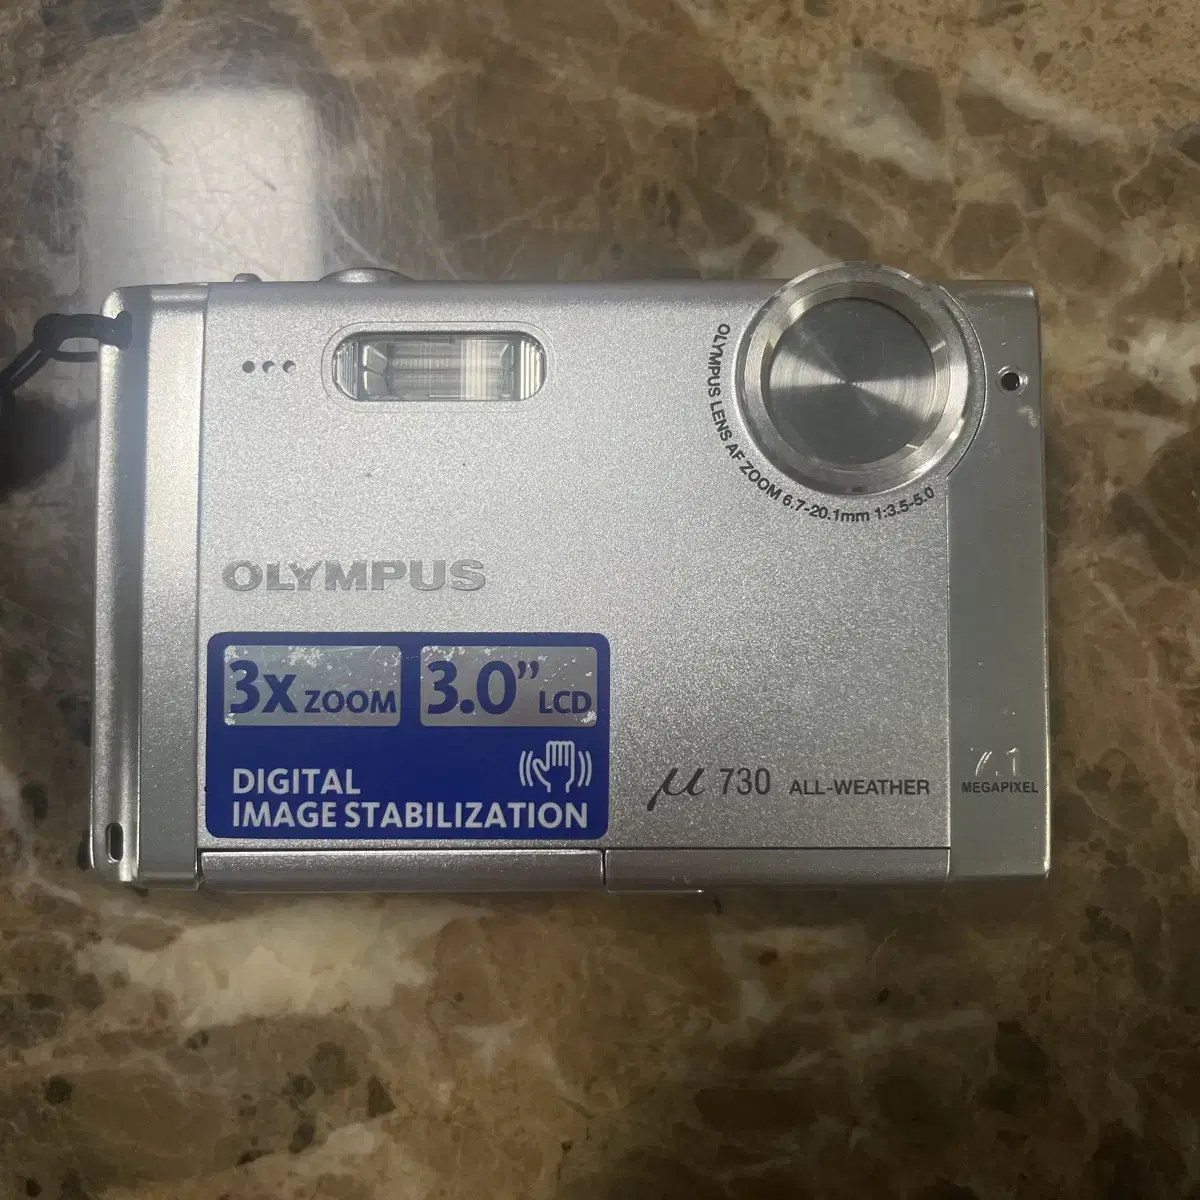 OLYMPUS LENS AF ZOOM 6.7-20.1mm 1:3.5-5.0
OLYMPUS
3x ZOOM
3.0" LCD
DIGITAL
IMAGE STABILIZATION
μ 730 ALL-WEATHER
7.1
MEGAPIXEL